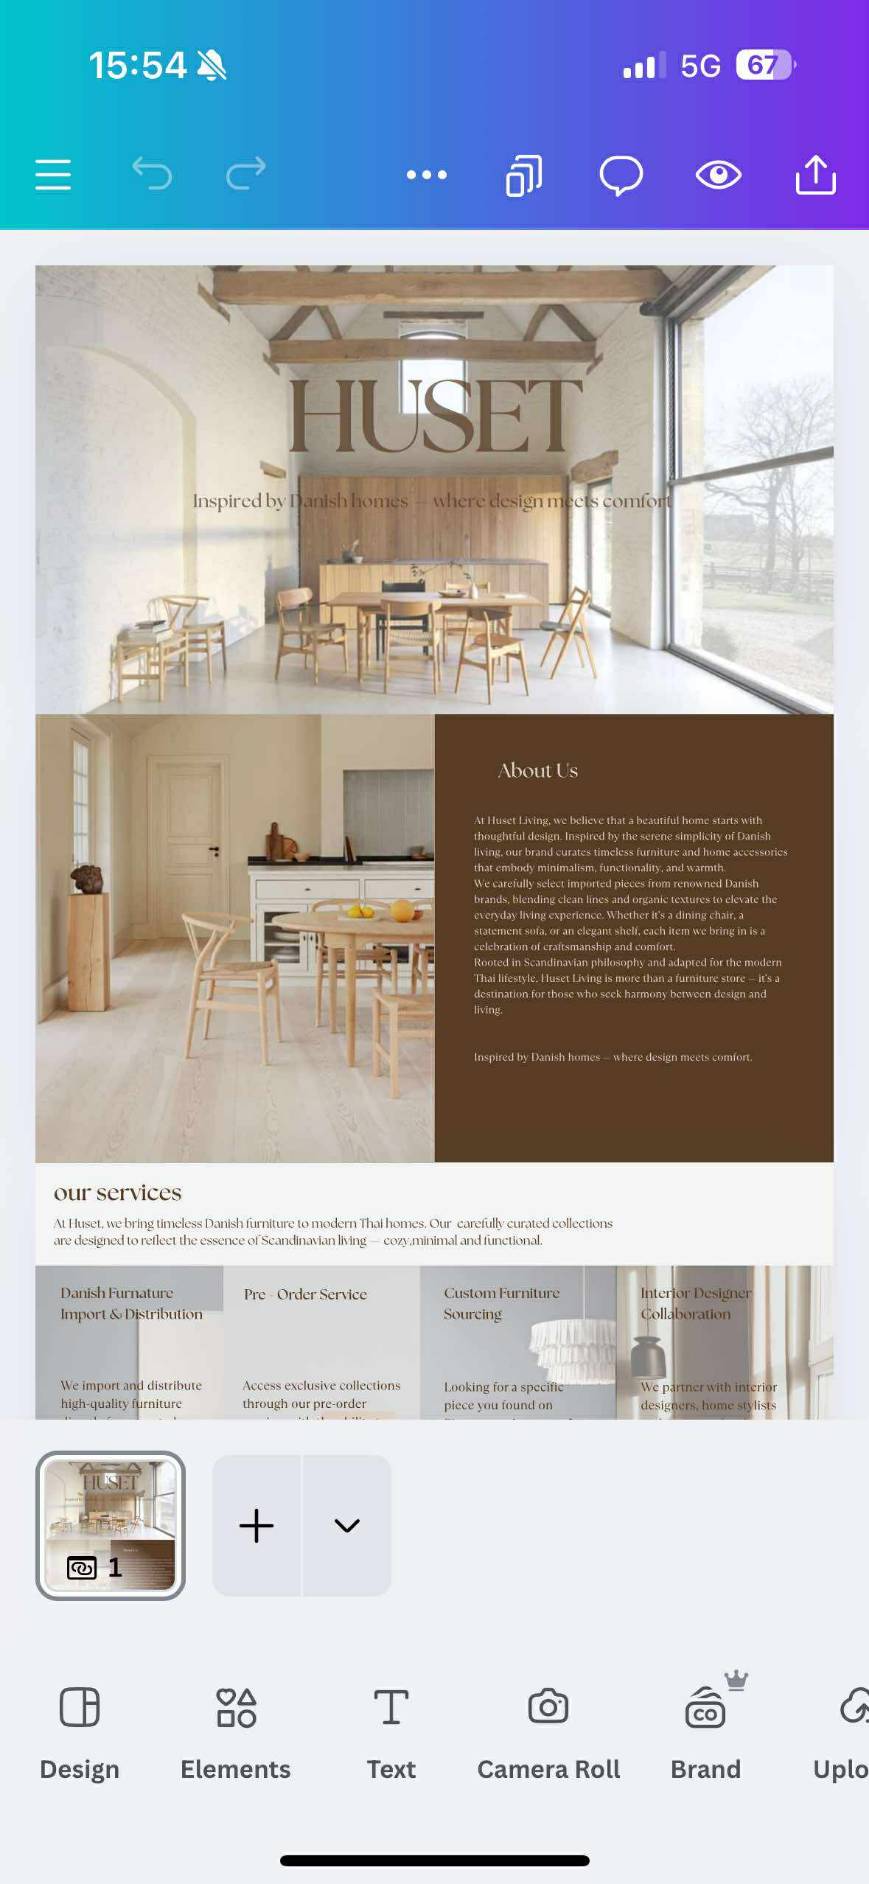 15:54
5G
67
HUSET
Inspired by Danish homes – where design meets comfort
About Us
At Huset Living, we believe that a beautiful home starts with
thoughtful design. Inspired by the serene simplicity of Danish
living, our brand curates timeless furniture and home accessories
that embody minimalism, functionality, and warmth.
We carefully select imported pieces from renowned Danish
brands, blending clean lines and organic textures to elevate the
everyday living experience. Whether it's a dining chair, a
statement sofa, or an elegant shelf, each item we bring in is a
celebration of craftsmanship and comfort.
Rooted in Scandinavian philosophy and adapted for the modern
Thai lifestyle, Huset Living is more than a furniture store – it's a
destination for those who seek harmony between design and
living.
Inspired by Danish homes – where design meets comfort.
our services
At Huset, we bring timeless Danish furniture to modern Thai homes. Our carefully curated collections
are designed to reflect the essence of Scandinavian living – cozy,minimal and functional.
Danish Furnature
Import & Distribution
We import and distribute
high-quality furniture
Pre - Order Service
Access exclusive collections
through our pre-order
Custom Furniture
Sourcing
Looking for a specific
piece you found on
Interior Designer
Collaboration
We partner with interior
designers, home stylists
HUSET
1
Design
Elements
Text
Camera Roll
CO
Brand
Uplo